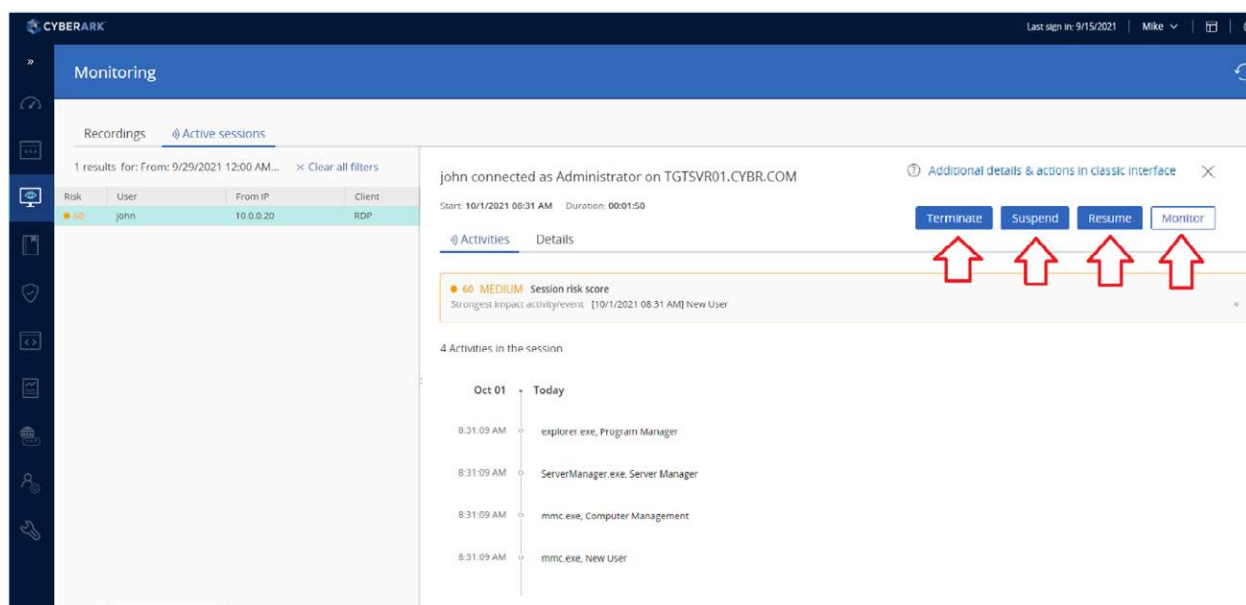 CYBERARK
Last sign in: 9/15/2021
Mike
Monitoring
Recordings
Active sessions
1 results for: From: 9/29/2021 12:00 AM...
× Clear all filters
Risk User From IP Client
60 john 10.0.0.20 RDP
john connected as Administrator on TGTSVR01.CYBR.COM
Additional details & actions in classic interface
Start: 10/1/2021 08:31 AM Duration: 00:01:50
Terminate Suspend Resume Monitor
Activities Details
60 MEDIUM Session risk score
Strongest impact activity/event [10/1/2021 08:31 AM] New User
4 Activities in the session
Oct 01 Today
8:31:09 AM explorer.exe, Program Manager
8:31:09 AM ServerManager.exe, Server Manager
8:31:09 AM mmc.exe, Computer Management
8:31:09 AM mmc.exe, New User